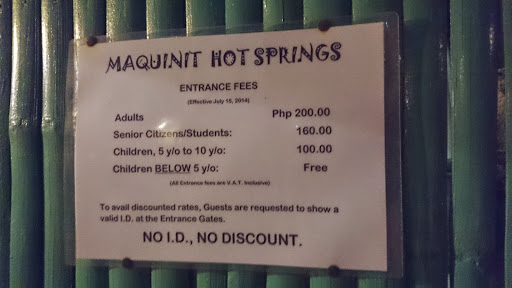 MAQUINIT HOT SPRINGS
ENTRANCE FEES
(Effective July 15, 2014)
Adults Php 200.00
Senior Citizens/Students: 160.00
Children, 5 y/o to 10 y/o: 100.00
Children BELOW 5 y/o: Free
(All Entrance fees are V.A.T. Inclusive)
To avail discounted rates, Guests are requested to show a
valid I.D. at the Entrance Gates.
NO I.D., NO DISCOUNT.